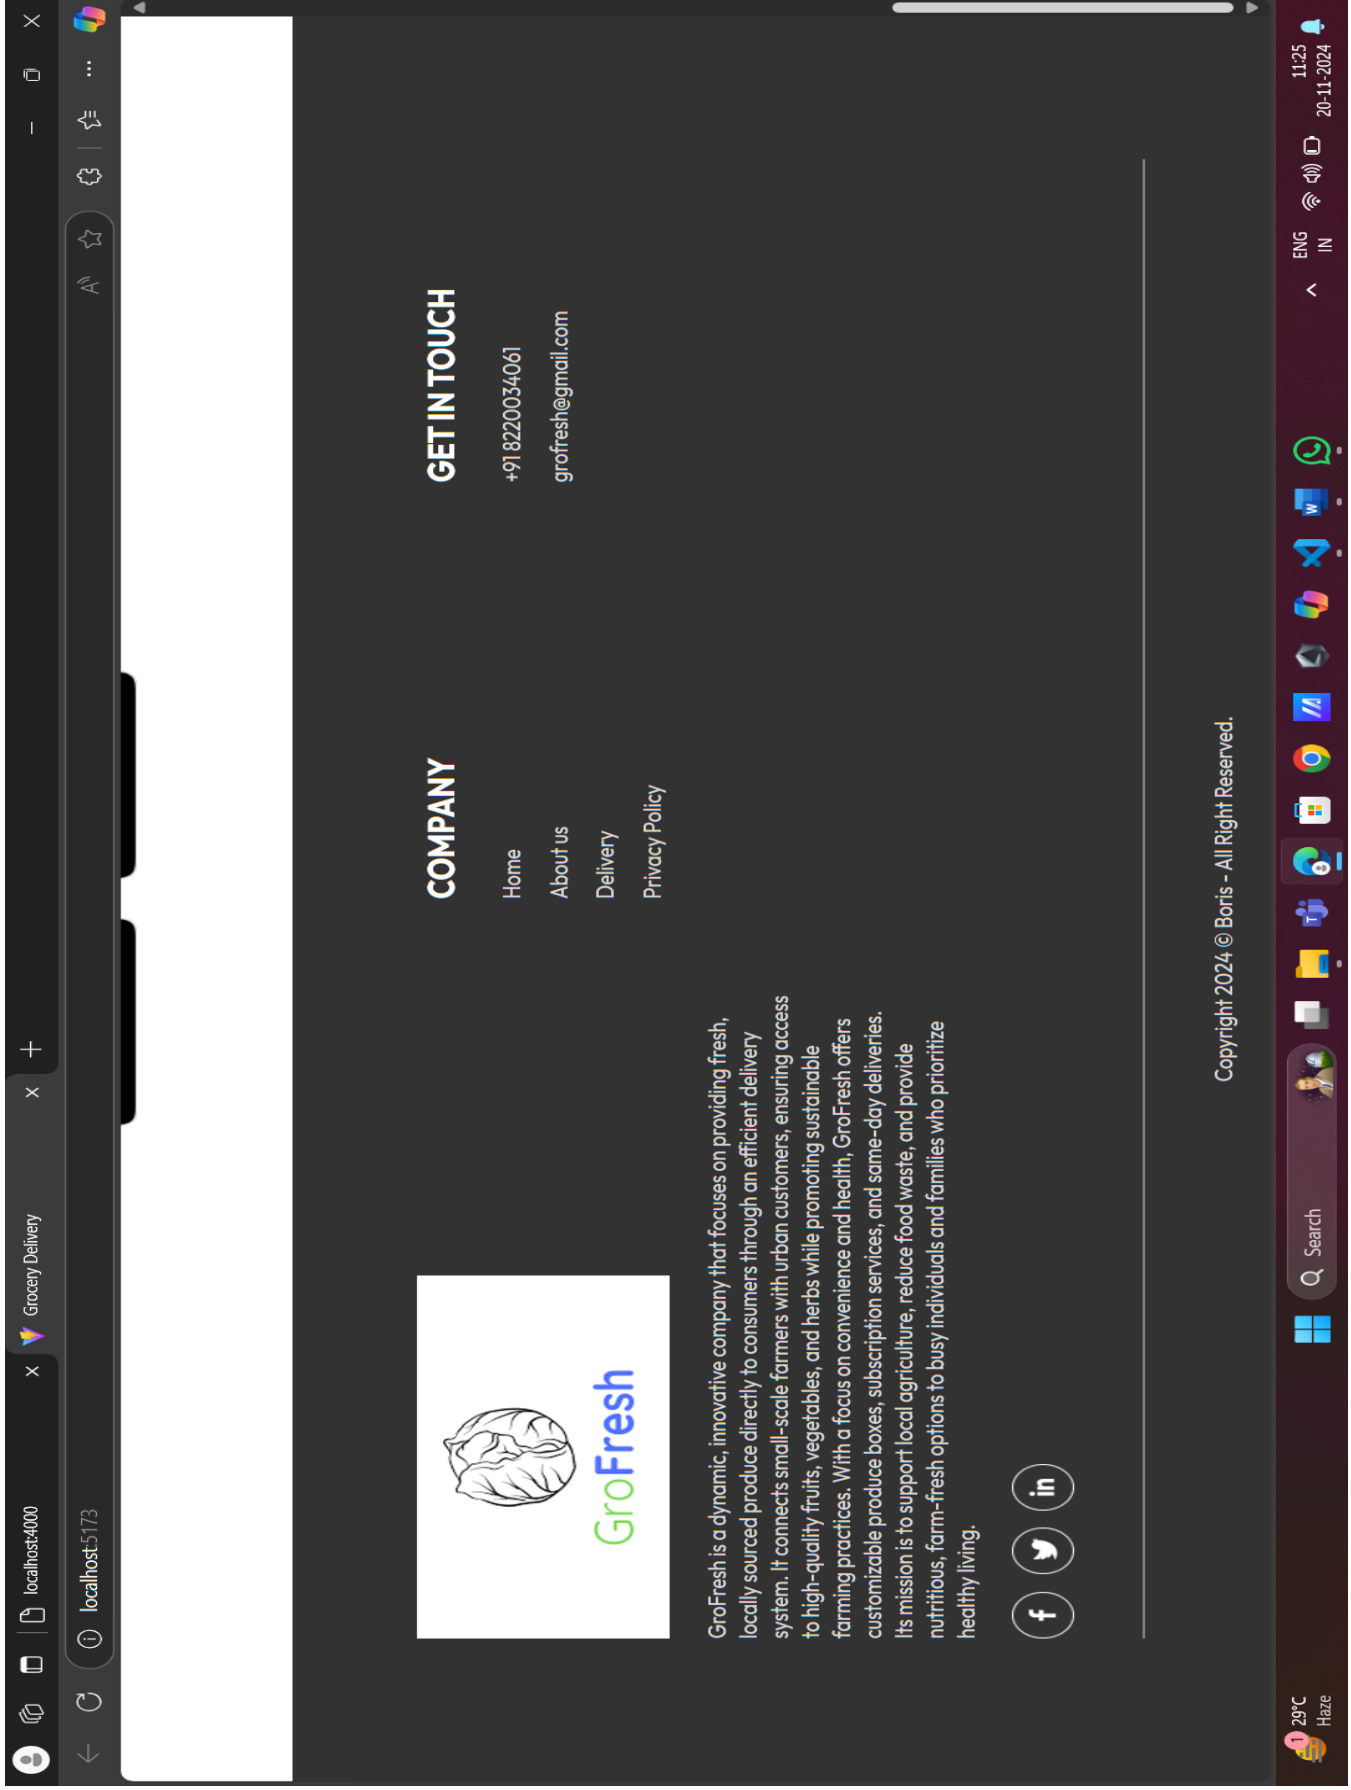 localhost:4000
Grocery Delivery
localhost:5173
GroFresh
GroFresh is a dynamic, innovative company that focuses on providing fresh,
locally sourced produce directly to consumers through an efficient delivery
system. It connects small-scale farmers with urban customers, ensuring access
to high-quality fruits, vegetables, and herbs while promoting sustainable
farming practices. With a focus on convenience and health, GroFresh offers
customizable produce boxes, subscription services, and same-day deliveries.
Its mission is to support local agriculture, reduce food waste, and provide
nutritious, farm-fresh options to busy individuals and families who prioritize
healthy living.
COMPANY
Home
About us
Delivery
Privacy Policy
GET IN TOUCH
+918220034061
grofresh@gmail.com
Copyright 2024 © Boris - All Right Reserved.
1
29°C
Haze
Search
ENG
IN
11:25
20-11-2024